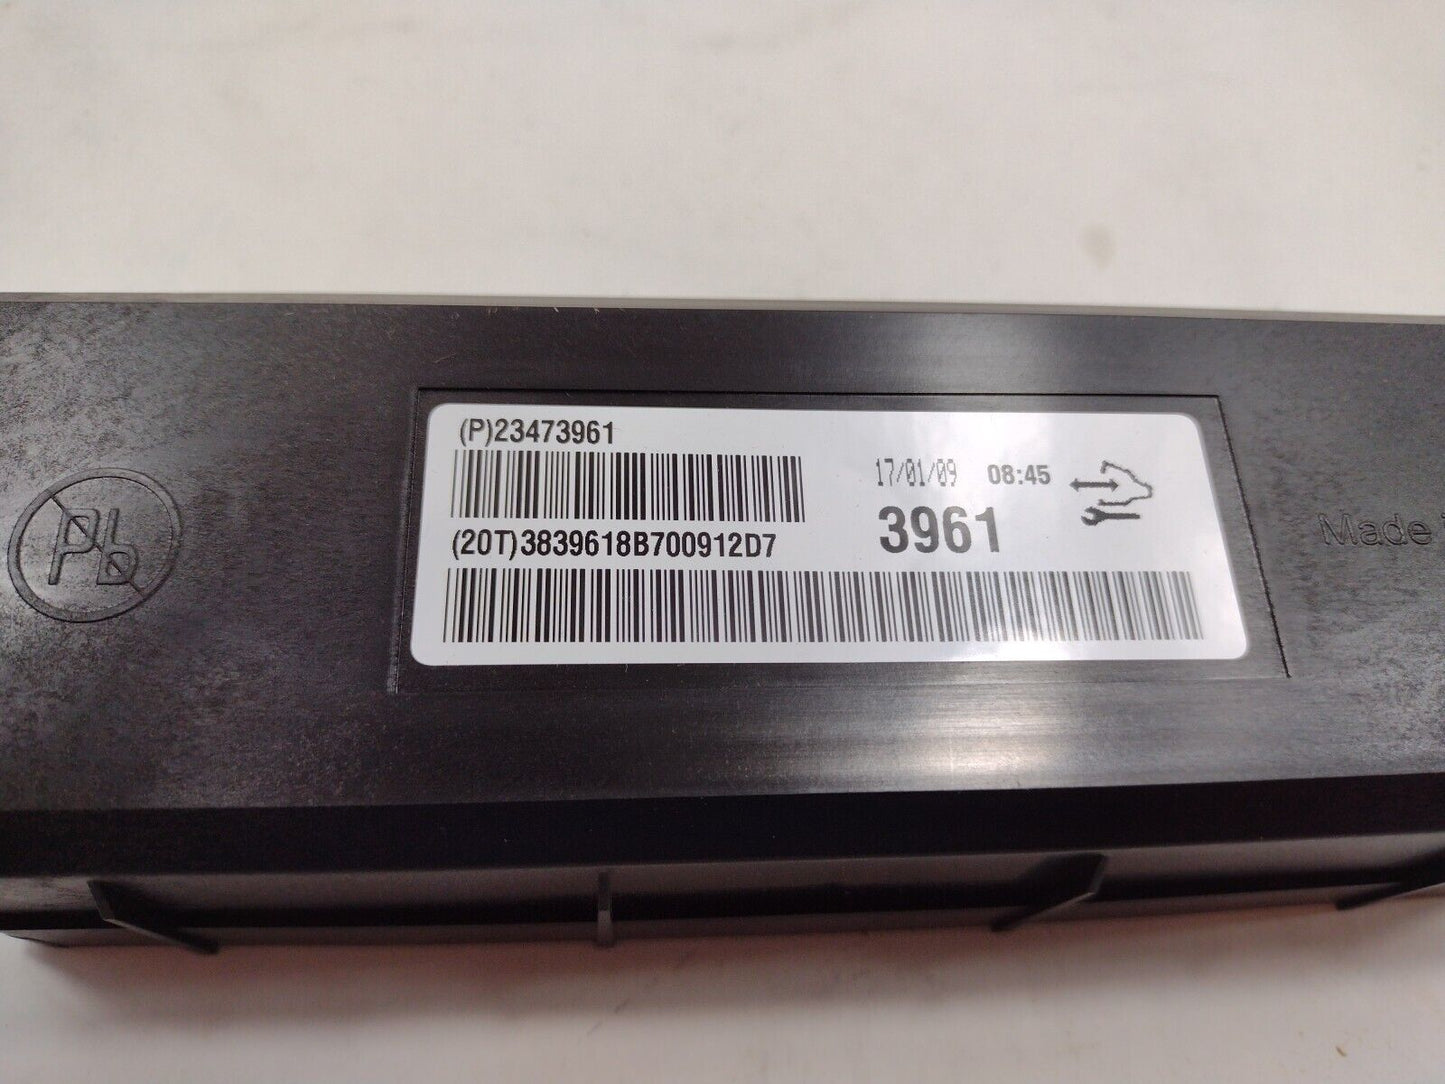 (P)23473961
17/01/09 08:45
(20T)3839618B700912D7
3961
Pb
Made